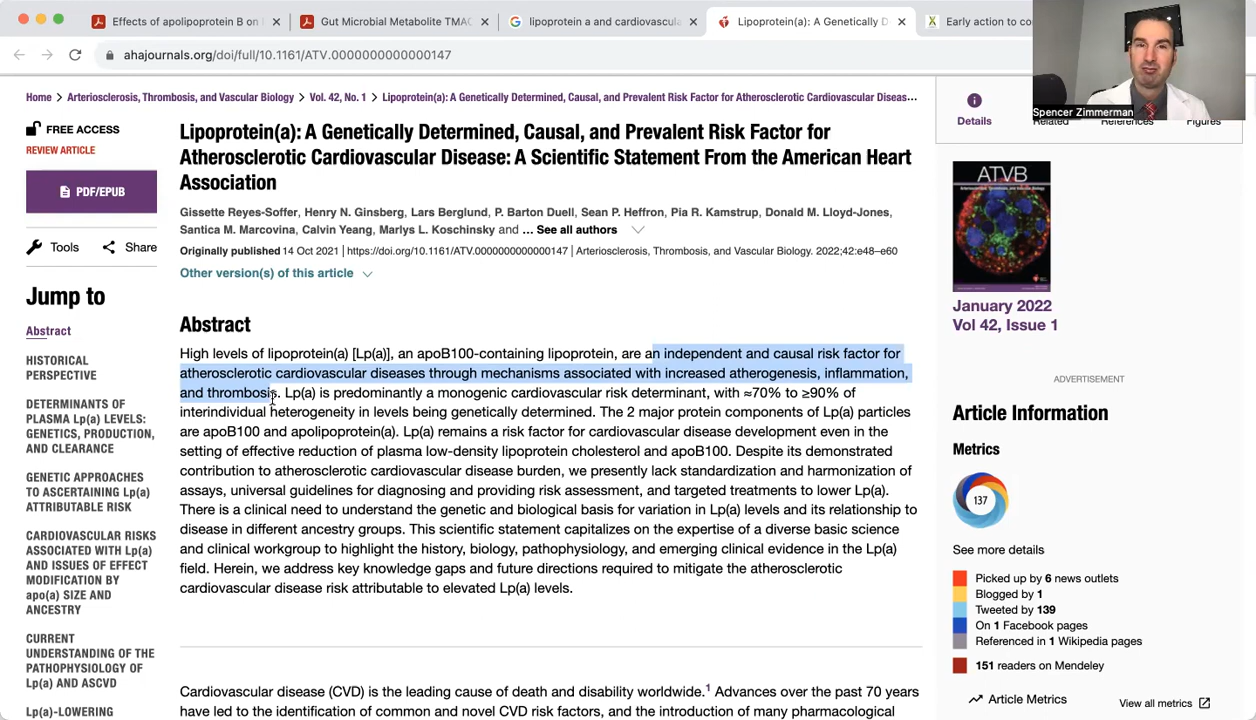 Effects of apolipoprotein B on
Gut Microbial Metabolite TMAO
lipoprotein a and cardiovascula
Lipoprotein(a): A Genetically D
Early action to co
ahajournals.org/doi/full/10.1161/ATV.0000000000000147
Spencer Zimmerman
Home > Arteriosclerosis, Thrombosis, and Vascular Biology > Vol. 42, No. 1 > Lipoprotein(a): A Genetically Determined, Causal, and Prevalent Risk Factor for Atherosclerotic Cardiovascular Diseas...
FREE ACCESS
REVIEW ARTICLE
PDF/EPUB
Tools
Share
Jump to
Abstract
HISTORICAL
PERSPECTIVE
DETERMINANTS OF
PLASMA Lp(a) LEVELS:
GENETICS, PRODUCTION,
AND CLEARANCE
GENETIC APPROACHES
TO ASCERTAINING Lp(a)
ATTRIBUTABLE RISK
CARDIOVASCULAR RISKS
ASSOCIATED WITH Lp(a)
AND ISSUES OF EFFECT
MODIFICATION BY
apo(a) SIZE AND
ANCESTRY
CURRENT
UNDERSTANDING OF THE
PATHOPHYSIOLOGY OF
Lp(a) AND ASCVD
Lp(a)-LOWERING
Lipoprotein(a): A Genetically Determined, Causal, and Prevalent Risk Factor for
Atherosclerotic Cardiovascular Disease: A Scientific Statement From the American Heart
Association
Gissette Reyes-Soffer, Henry N. Ginsberg, Lars Berglund, P. Barton Duell, Sean P. Heffron, Pia R. Kamstrup, Donald M. Lloyd-Jones,
Santica M. Marcovina, Calvin Yeang, Marlys L. Koschinsky and ... See all authors
Originally published 14 Oct 2021 | https://doi.org/10.1161/ATV.0000000000000147 | Arteriosclerosis, Thrombosis, and Vascular Biology. 2022;42:e48–e60
Other version(s) of this article
Abstract
High levels of lipoprotein(a) [Lp(a)], an apoB100-containing lipoprotein, are an independent and causal risk factor for
atherosclerotic cardiovascular diseases through mechanisms associated with increased atherogenesis, inflammation,
and thrombosis. Lp(a) is predominantly a monogenic cardiovascular risk determinant, with ≈70% to ≥90% of
interindividual heterogeneity in levels being genetically determined. The 2 major protein components of Lp(a) particles
are apoB100 and apolipoprotein(a). Lp(a) remains a risk factor for cardiovascular disease development even in the
setting of effective reduction of plasma low-density lipoprotein cholesterol and apoB100. Despite its demonstrated
contribution to atherosclerotic cardiovascular disease burden, we presently lack standardization and harmonization of
assays, universal guidelines for diagnosing and providing risk assessment, and targeted treatments to lower Lp(a).
There is a clinical need to understand the genetic and biological basis for variation in Lp(a) levels and its relationship to
disease in different ancestry groups. This scientific statement capitalizes on the expertise of a diverse basic science
and clinical workgroup to highlight the history, biology, pathophysiology, and emerging clinical evidence in the Lp(a)
field. Herein, we address key knowledge gaps and future directions required to mitigate the atherosclerotic
cardiovascular disease risk attributable to elevated Lp(a) levels.
Cardiovascular disease (CVD) is the leading cause of death and disability worldwide.1 Advances over the past 70 years
have led to the identification of common and novel CVD risk factors, and the introduction of many pharmacological
Details
Related
References
Figures
ATVB
January 2022
Vol 42, Issue 1
ADVERTISEMENT
Article Information
Metrics
137
See more details
Picked up by 6 news outlets
Blogged by 1
Tweeted by 139
On 1 Facebook pages
Referenced in 1 Wikipedia pages
151 readers on Mendeley
Article Metrics
View all metrics